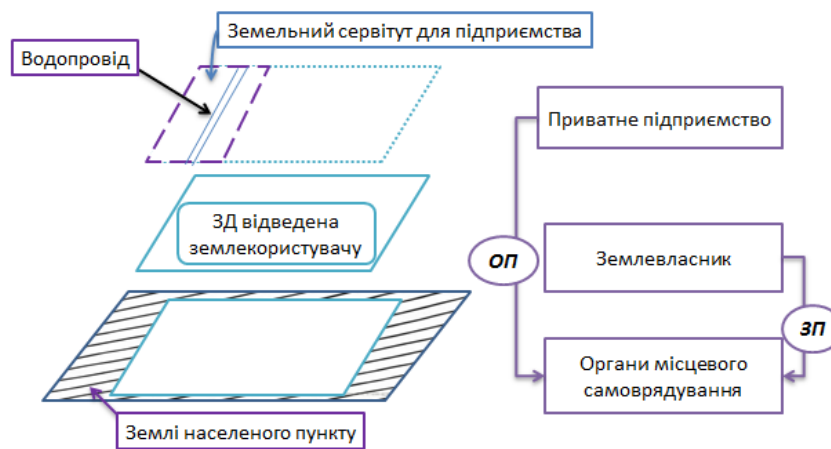 Земельний сервітут для підприємства
Водопровід
Приватне підприємство
ЗД відведена
землекористувачу
ОП
Землевласник
ЗП
Органи місцевого
самоврядування
Землі населеного пункту